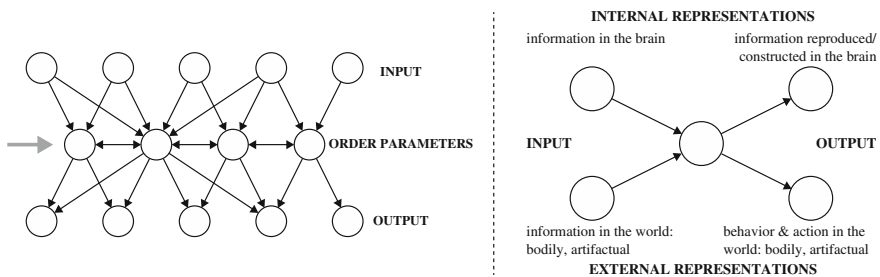 INPUT
ORDER PARAMETERS
OUTPUT
INTERNAL REPRESENTATIONS
information in the brain
information reproduced/
constructed in the brain
INPUT
OUTPUT
information in the world:
bodily, artifactual
behavior & action in the
world: bodily, artifactual
EXTERNAL REPRESENTATIONS